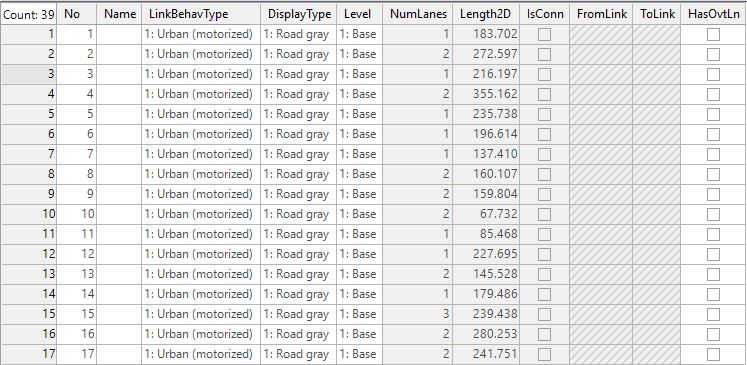 Count: 39 No Name LinkBehavType DisplayType Level NumLanes Length2D IsConn FromLink ToLink HasOvtLn
1 1 1: Urban (motorized) 1: Road gray 1: Base 1 183.702
2 2 1: Urban (motorized) 1: Road gray 1: Base 2 272.597
3 3 1: Urban (motorized) 1: Road gray 1: Base 1 216.197
4 4 1: Urban (motorized) 1: Road gray 1: Base 2 355.162
5 5 1: Urban (motorized) 1: Road gray 1: Base 1 235.738
6 6 1: Urban (motorized) 1: Road gray 1: Base 1 196.614
7 7 1: Urban (motorized) 1: Road gray 1: Base 1 137.410
8 8 1: Urban (motorized) 1: Road gray 1: Base 2 160.107
9 9 1: Urban (motorized) 1: Road gray 1: Base 2 159.804
10 10 1: Urban (motorized) 1: Road gray 1: Base 2 67.732
11 11 1: Urban (motorized) 1: Road gray 1: Base 1 85.468
12 12 1: Urban (motorized) 1: Road gray 1: Base 1 227.695
13 13 1: Urban (motorized) 1: Road gray 1: Base 2 145.528
14 14 1: Urban (motorized) 1: Road gray 1: Base 1 179.486
15 15 1: Urban (motorized) 1: Road gray 1: Base 3 239.438
16 16 1: Urban (motorized) 1: Road gray 1: Base 2 280.253
17 17 1: Urban (motorized) 1: Road gray 1: Base 2 241.751